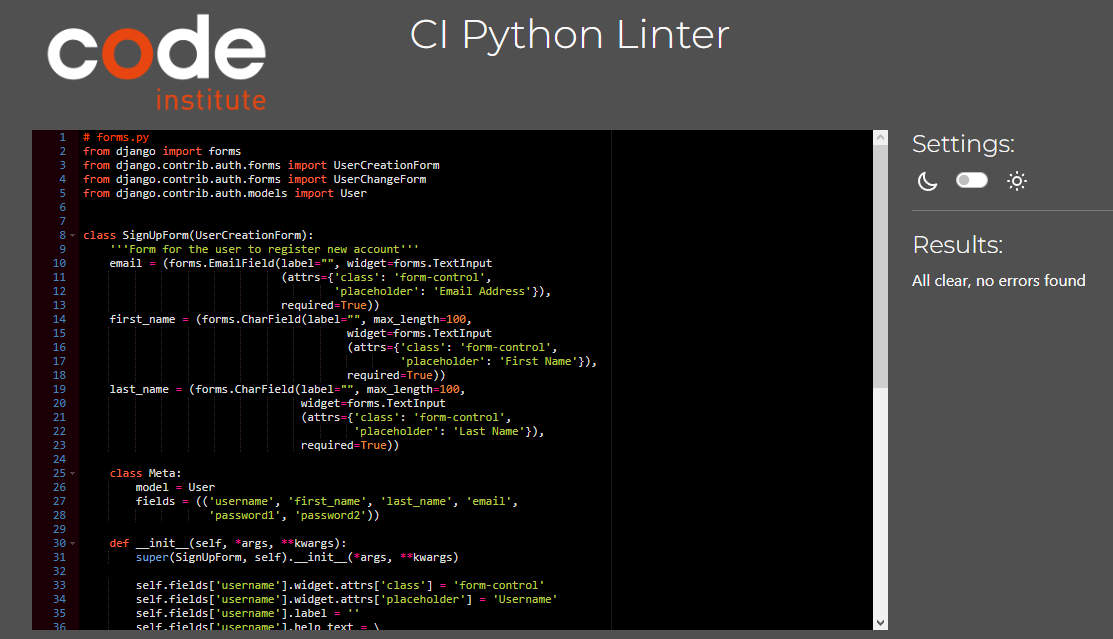 code
institute
CI Python Linter
1 # forms.py
2 from django import forms
3 from django.contrib.auth.forms import UserCreationForm
4 from django.contrib.auth.forms import UserChangeForm
5 from django.contrib.auth.models import User
6
7
8 class SignUpForm(UserCreationForm):
9     '''Form for the user to register new account'''
10     email = (forms.EmailField(label="", widget=forms.TextInput
11                               (attrs={'class': 'form-control',
12                                       'placeholder': 'Email Address'}),
13                               required=True))
14     first_name = (forms.CharField(label="", max_length=100,
15                                         widget=forms.TextInput
16                                         (attrs={'class': 'form-control',
17                                                 'placeholder': 'First Name'}),
18                                         required=True))
19     last_name = (forms.CharField(label="", max_length=100,
20                                  widget=forms.TextInput
21                                  (attrs={'class': 'form-control',
22                                          'placeholder': 'Last Name'}),
23                                  required=True))
24
25     class Meta:
26         model = User
27         fields = (('username', 'first_name', 'last_name', 'email',
28                    'password1', 'password2'))
29
30     def __init__(self, *args, **kwargs):
31         super(SignUpForm, self).__init__(*args, **kwargs)
32
33         self.fields['username'].widget.attrs['class'] = 'form-control'
34         self.fields['username'].widget.attrs['placeholder'] = 'Username'
35         self.fields['username'].label = ''
36         self.fields['username'].help_text = \
Settings:
Results:
All clear, no errors found